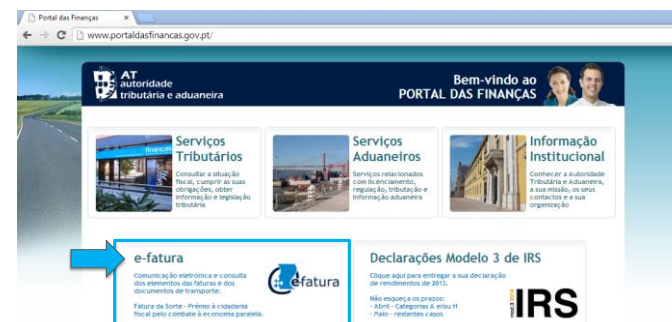 Portal das Finanças
www.portaldasfinancas.gov.pt/
AT
autoridade
tributária e aduaneira
Bem-vindo ao
PORTAL DAS FINANÇAS
finanças
Serviços
Tributários
Consultar a situação
fiscal, cumprir as suas
obrigações, obter
informação e legislação
tributária
Serviços
Aduaneiros
Serviços relacionados
com licenciamento,
regulação, tributação e
informação aduaneira
Informação
Institucional
Conhecer a Autoridade
Tributária e Aduaneira,
a sua missão, os seus
contactos e a sua
organização
e-fatura
Comunicação eletrónica e consulta
dos elementos das faturas e dos
documentos de transporte.
Fatura da Sorte - Prémio à cidadania
fiscal pelo combate à economia paralela.
efatura
Declarações Modelo 3 de IRS
Clique aqui para entregar a sua declaração
de rendimentos de 2013.
Não esqueça os prazos:
- Abril - Categorias A e/ou H
- Maio - restantes casos
mod.3 2013
IRS